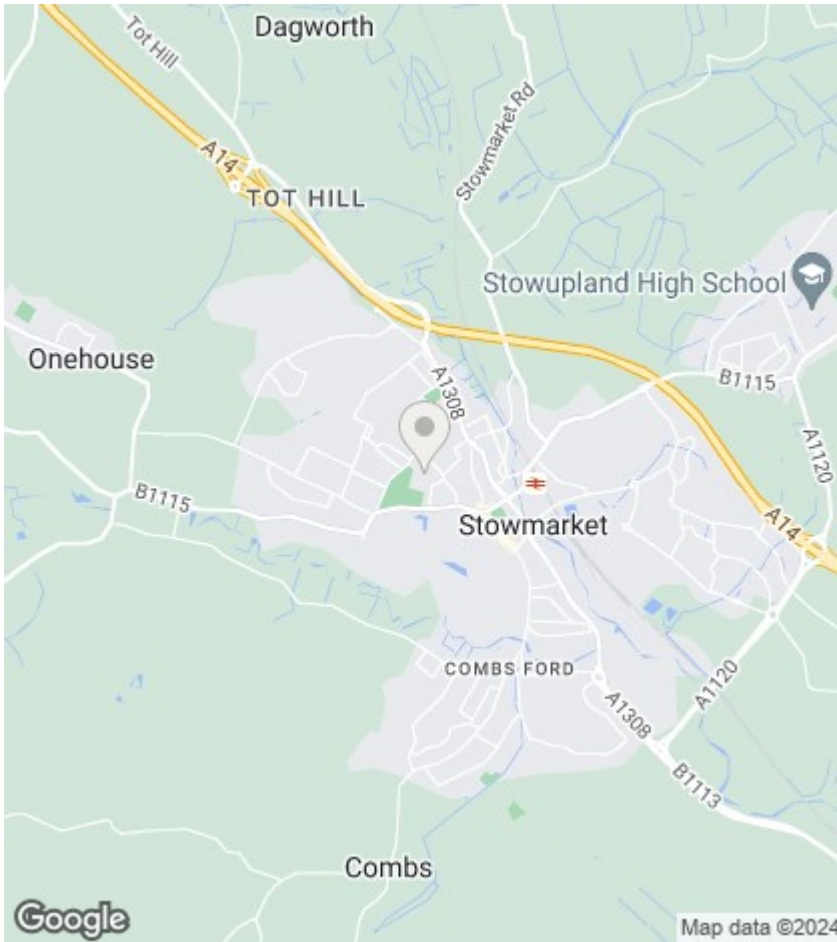 Dagworth
Tot Hill
Stowmarket Rd
A14
TOT HILL
Stowupland High School
Onehouse
A1308
B1115
A1120
B1115
Stowmarket
A14
COMBS FORD
A1120
A1308
B1113
Combs
Google
Map data ©2024